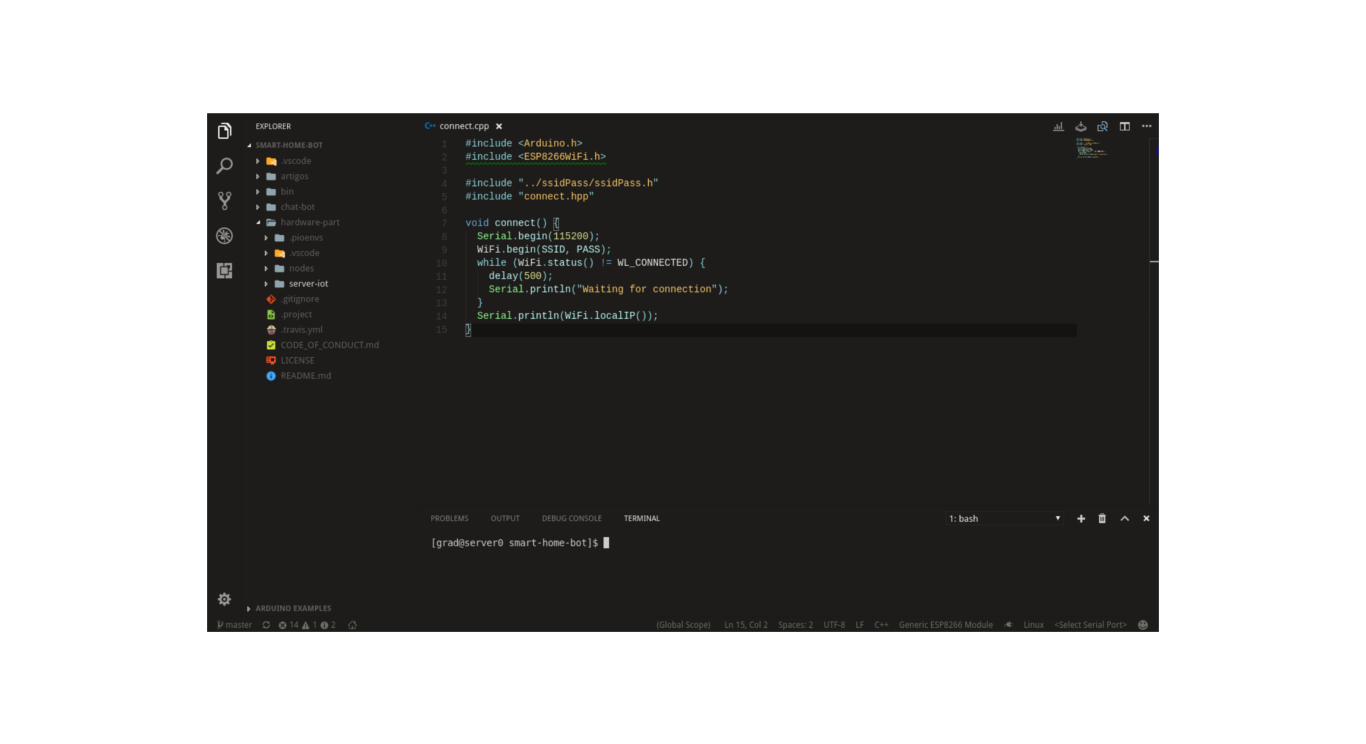 EXPLORER
SMART-HOME-BOT
.vscode
artigos
bin
chat-bot
hardware-part
.pioenvs
.vscode
nodes
server-iot
.gitignore
.project
.travis.yml
CODE_OF_CONDUCT.md
LICENSE
README.md
ARDUINO EXAMPLES
C++ connect.cpp
1 #include <Arduino.h>
2 #include <ESP8266WiFi.h>
3
4 #include "../ssidPass/ssidPass.h"
5 #include "connect.hpp"
6
7 void connect() {
8 Serial.begin(115200);
9 WiFi.begin(SSID, PASS);
10 while (WiFi.status() != WL_CONNECTED) {
11 delay(500);
12 Serial.println("Waiting for connection");
13 }
14 Serial.println(WiFi.localIP());
15 }
PROBLEMS OUTPUT DEBUG CONSOLE TERMINAL 1: bash
[grad@server0 smart-home-bot]$
master 14 1 2 (Global Scope) Ln 15, Col 2 Spaces: 2 UTF-8 LF C++ Generic ESP8266 Module Linux <Select Serial Port>